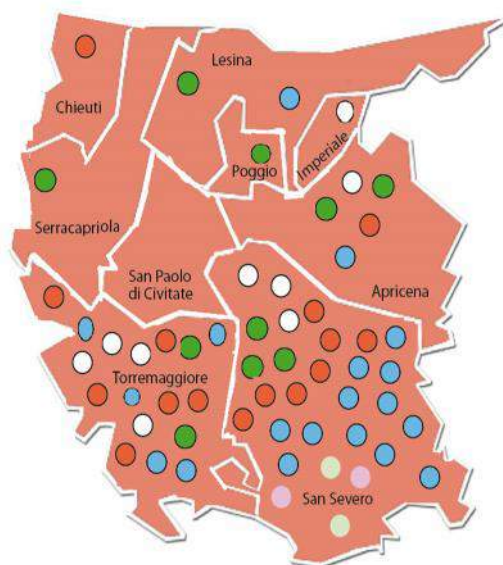 Lesina
Chieuti
Imperiale
Poggio
Serracapriola
San Paolo
di Civitate
Apricena
Torremaggiore
San Severo